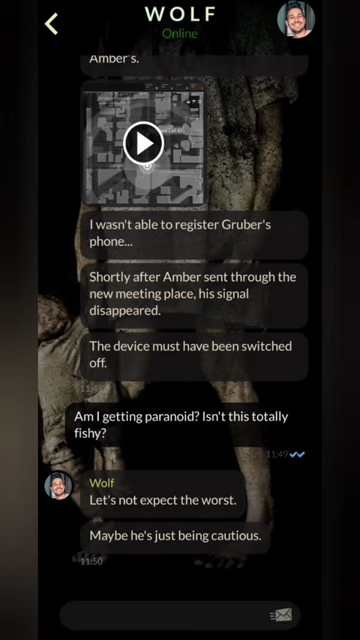 WOLF
Online
Amber's.
I wasn't able to register Gruber's
phone...
Shortly after Amber sent through the
new meeting place, his signal
disappeared.
The device must have been switched
off.
Am I getting paranoid? Isn't this totally
fishy?
11:49
Wolf
Let's not expect the worst.
Maybe he's just being cautious.
11:50